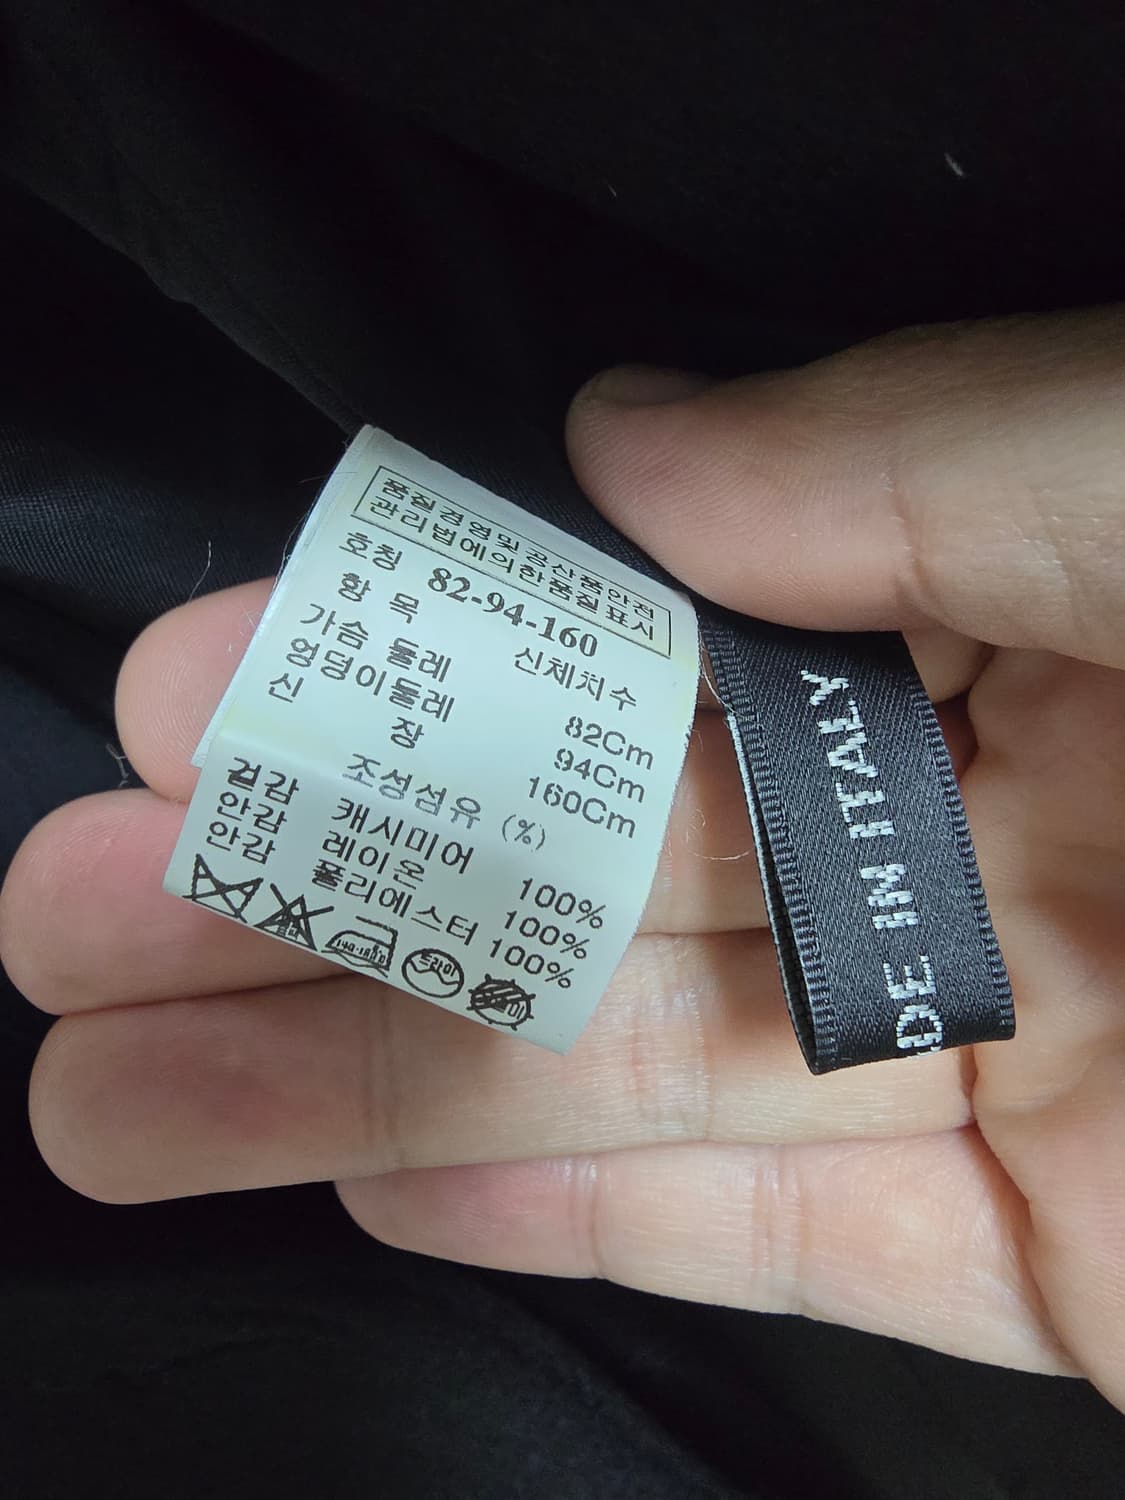 품질경영및 공산품안전
관리법에의한품질 표시
호칭 82-94-160
항 목 신체치수
가슴 둘레 82Cm
엉덩이둘레 94Cm
신 장 160Cm
조성섬유 (%)
겉감 캐시미어 100%
안감 레이온 100%
안감 폴리에스터 100%
드라이
DE IM ITALY